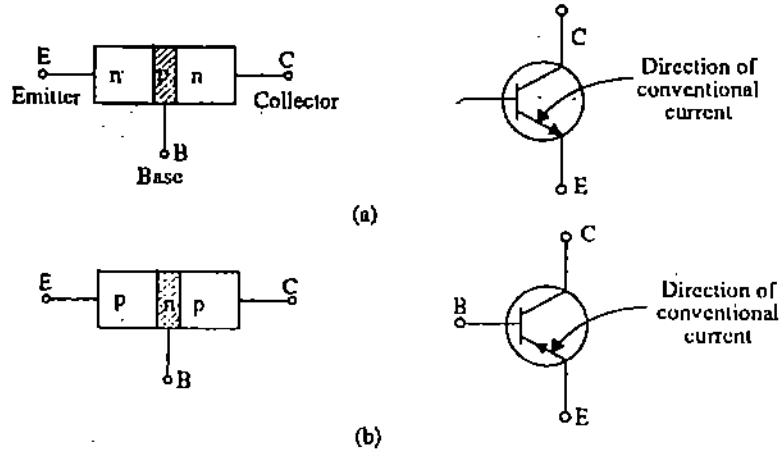 E
n
p
n
C
Emitter
Collector
B
Base
C
Direction of
conventional
current
E
(a)
E
p
n
p
C
B
C
B
Direction of
conventional
current
E
(b)